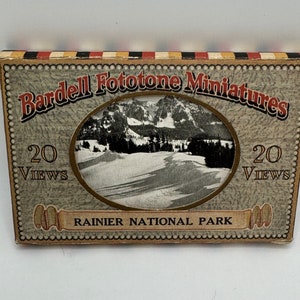 Bardell Fototone Miniatures
20 VIEWS
20 VIEWS
RAINIER NATIONAL PARK